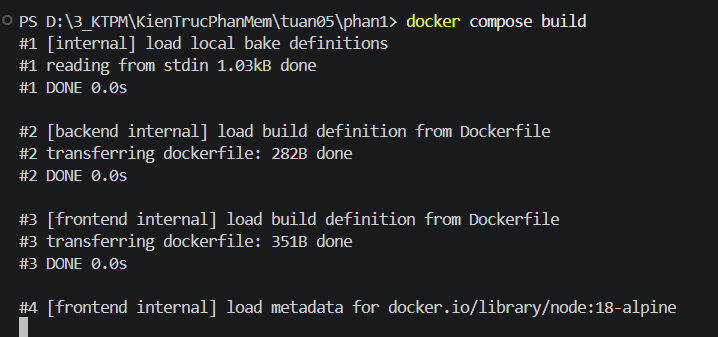 PS D:\3_KTPM\KienTrucPhanMem\tuan05\phan1> docker compose build
#1 [internal] load local bake definitions
#1 reading from stdin 1.03kB done
#1 DONE 0.0s
#2 [backend internal] load build definition from Dockerfile
#2 transferring dockerfile: 282B done
#2 DONE 0.0s
#3 [frontend internal] load build definition from Dockerfile
#3 transferring dockerfile: 351B done
#3 DONE 0.0s
#4 [frontend internal] load metadata for docker.io/library/node:18-alpine